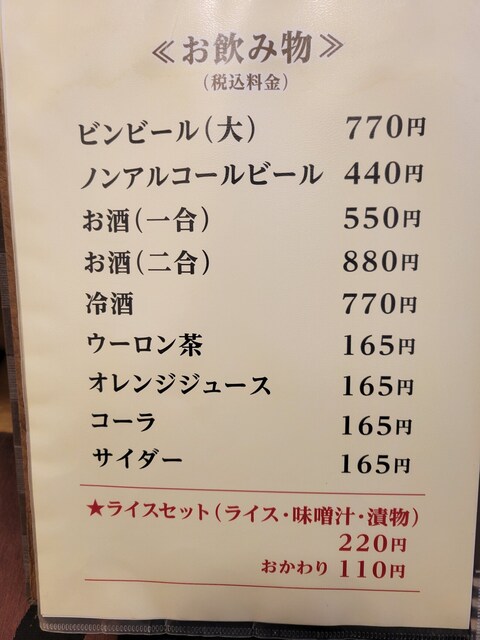 ≪お飲み物≫
(税込料金)
ビンビール(大) 770円
ノンアルコールビール 440円
お酒(一合) 550円
お酒(二合) 880円
冷酒 770円
ウーロン茶 165円
オレンジジュース 165円
コーラ 165円
サイダー 165円
★ライスセット(ライス・味噌汁・漬物)
220円
おかわり 110円